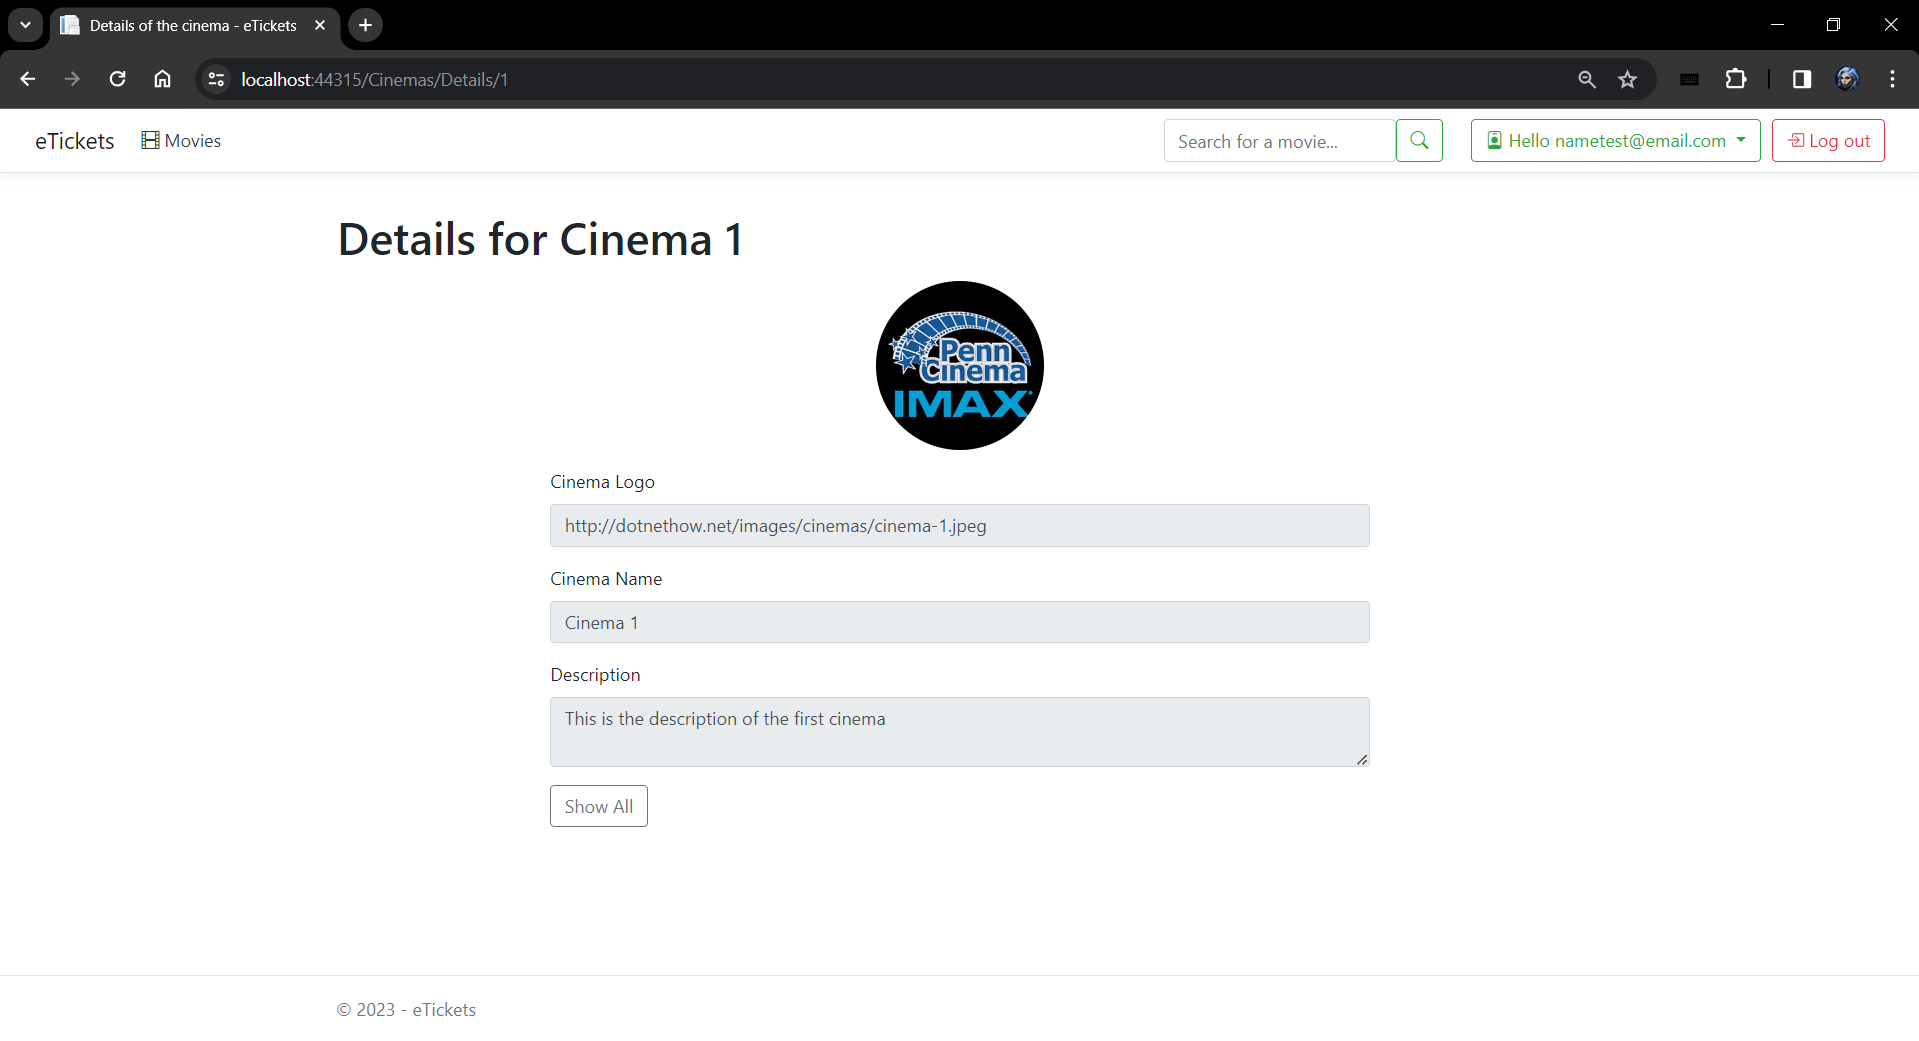 Details of the cinema - eTickets
localhost:44315/Cinemas/Details/1
eTickets
Movies
Search for a movie...
Hello nametest@email.com
Log out
Details for Cinema 1
Penn
Cinema
IMAX
Cinema Logo
http://dotnethow.net/images/cinemas/cinema-1.jpeg
Cinema Name
Cinema 1
Description
This is the description of the first cinema
Show All
© 2023 - eTickets